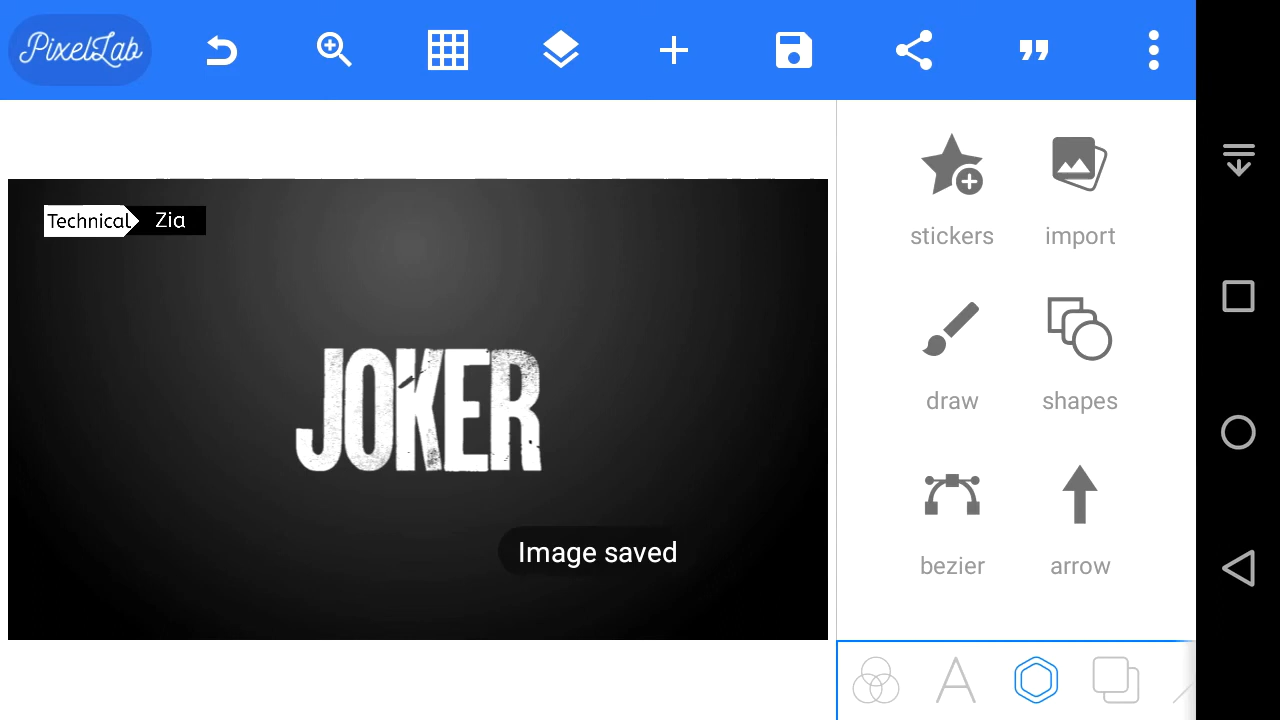 PixelLab
Technical Zia
stickers import
JOKER
draw shapes
Image saved
bezier arrow